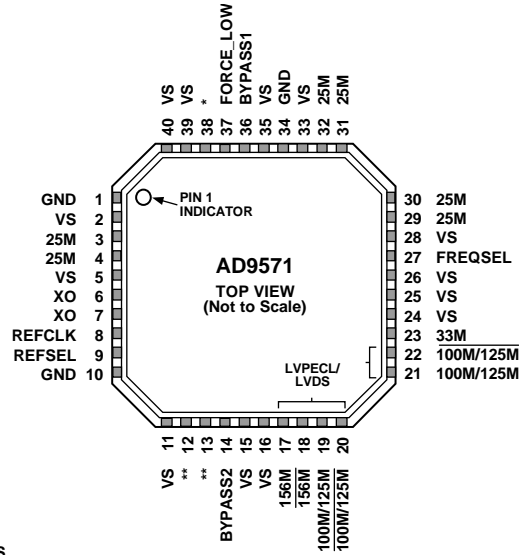 40 VS
39 VS
38 *
37 FORCE_LOW
36 BYPASS1
35 VS
34 GND
33 VS
32 25M
31 25M
GND 1
VS 2
25M 3
25M 4
VS 5
XO 6
XO 7
REFCLK 8
REFSEL 9
GND 10
PIN 1
INDICATOR
AD9571
TOP VIEW
(Not to Scale)
LVPECL/
LVDS
30 25M
29 25M
28 VS
27 FREQSEL
26 VS
25 VS
24 VS
23 33M
22 100M/125M
21 100M/125M
VS 11
** 12
** 13
BYPASS2 14
VS 15
VS 16
156M 17
156M 18
100M/125M 19
100M/125M 20